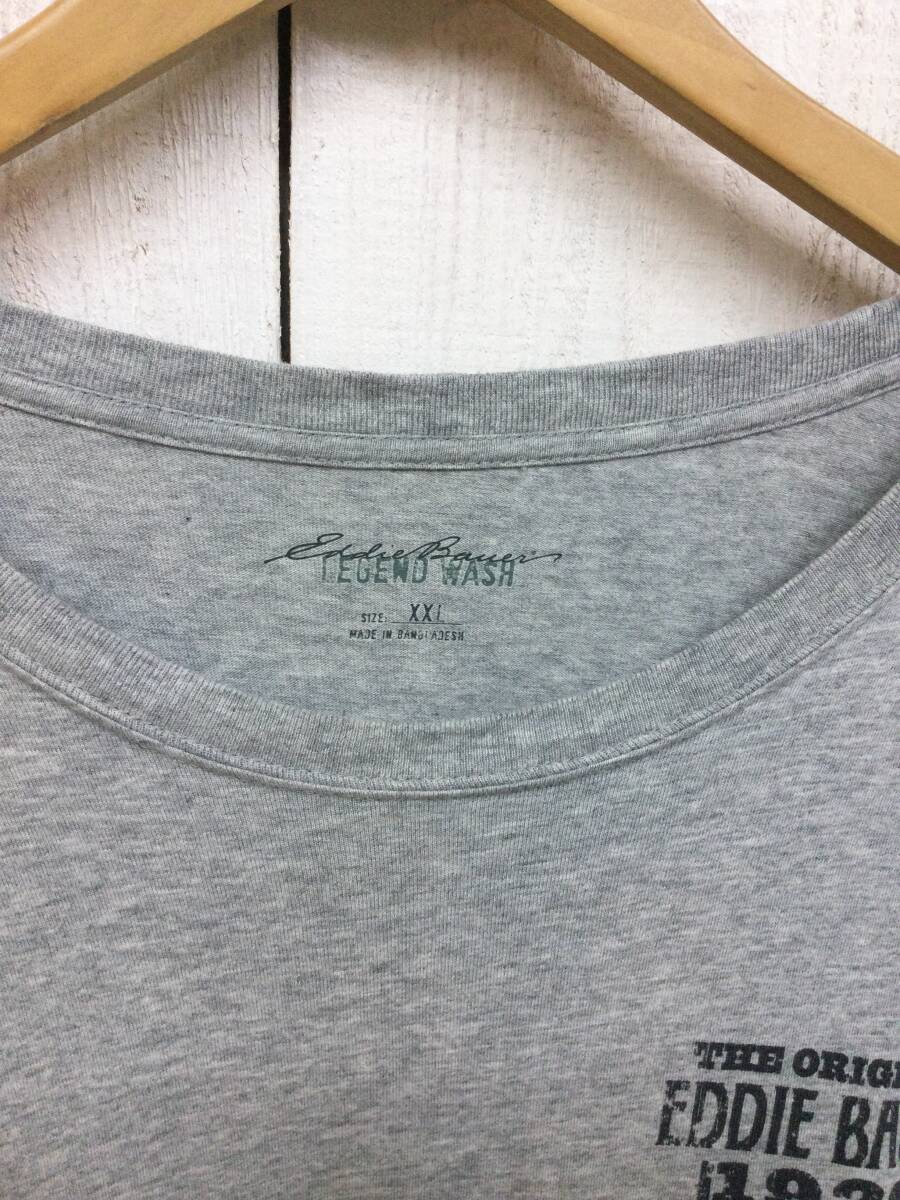 Eddie Bauer
LEGEND WASH
SIZE: XXL
MADE IN BANGLADESH
THE ORIG
EDDIE BA